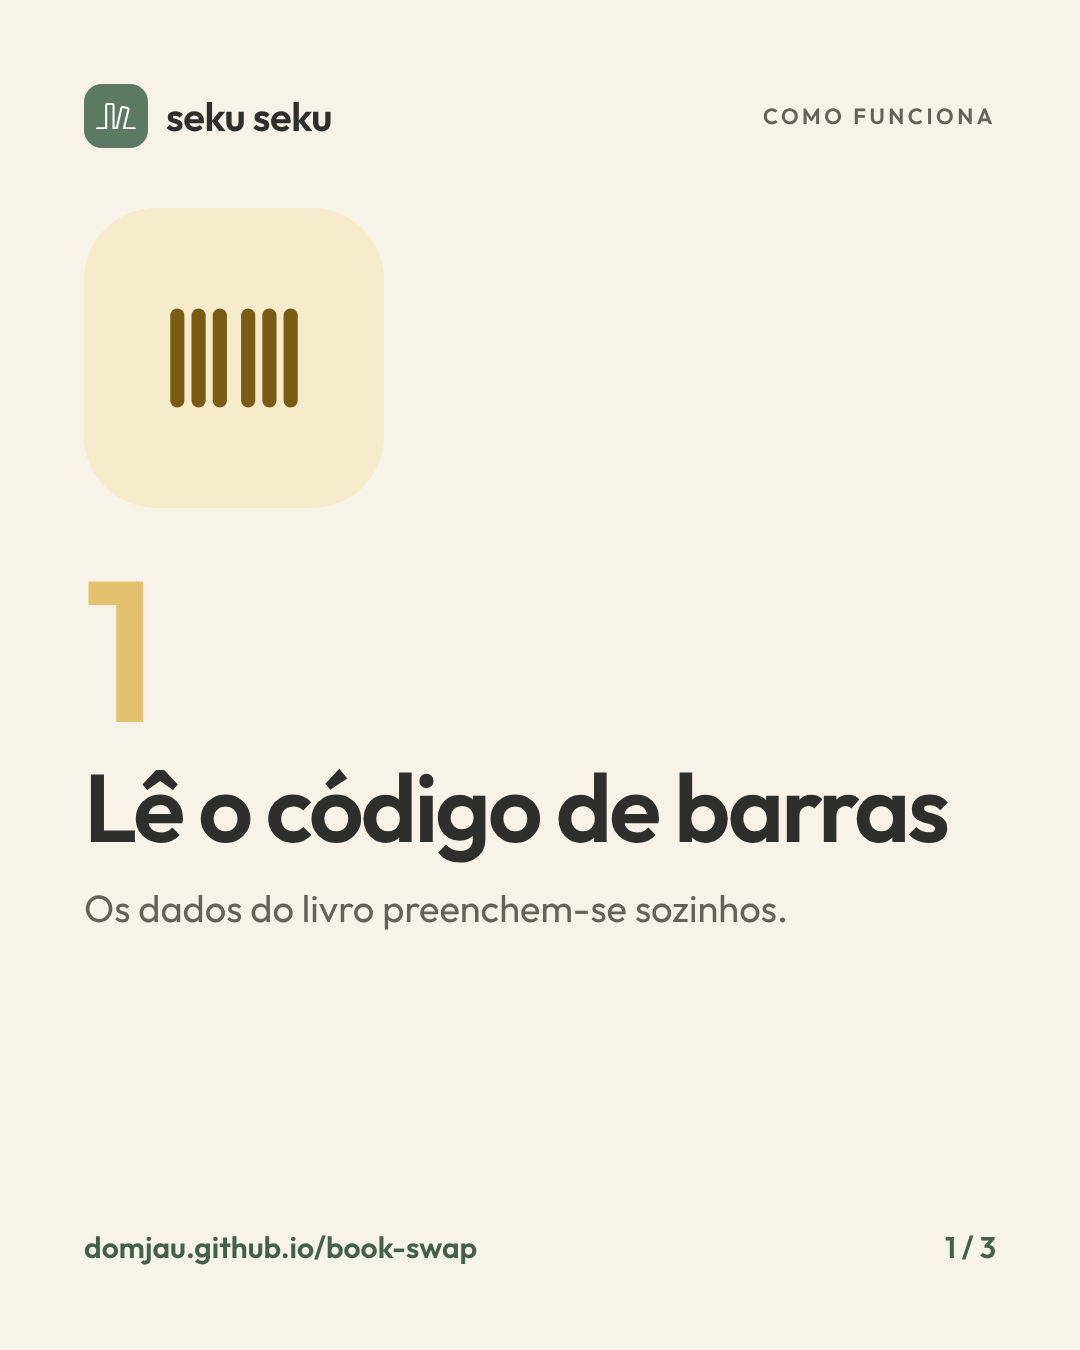 seku seku
COMO FUNCIONA
1
Lê o código de barras
Os dados do livro preenchem-se sozinhos.
domjau.github.io/book-swap
1 / 3